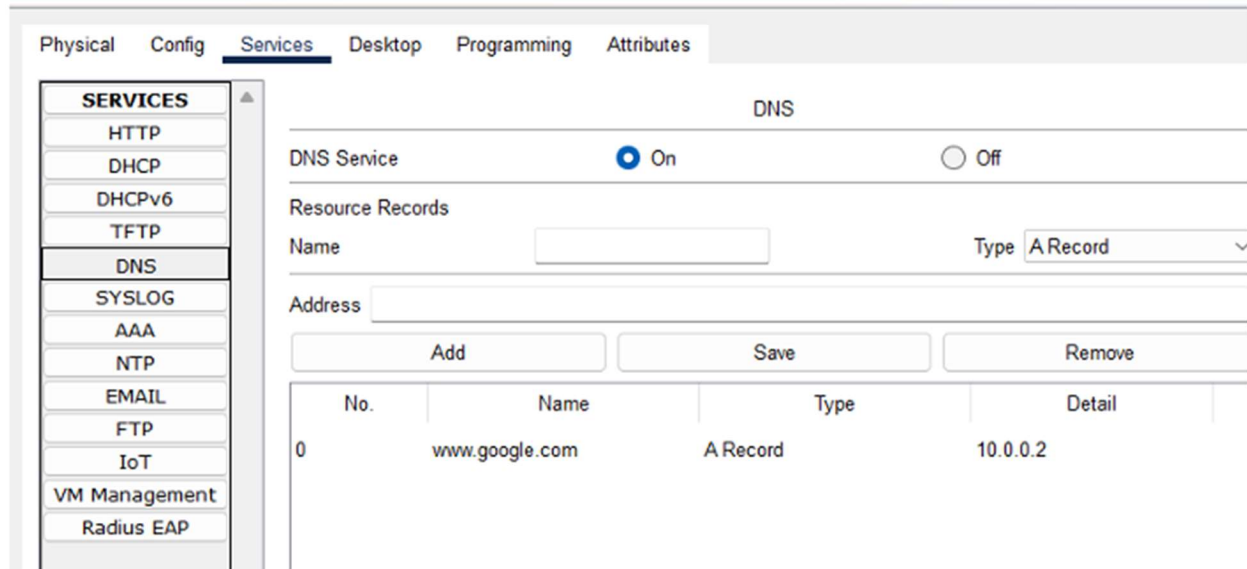 Physical Config Services Desktop Programming Attributes
SERVICES
HTTP
DHCP
DHCPv6
TFTP
DNS
SYSLOG
AAA
NTP
EMAIL
FTP
IoT
VM Management
Radius EAP
DNS
DNS Service On Off
Resource Records
Name Type A Record
Address
Add Save Remove
No. Name Type Detail
0 www.google.com A Record 10.0.0.2